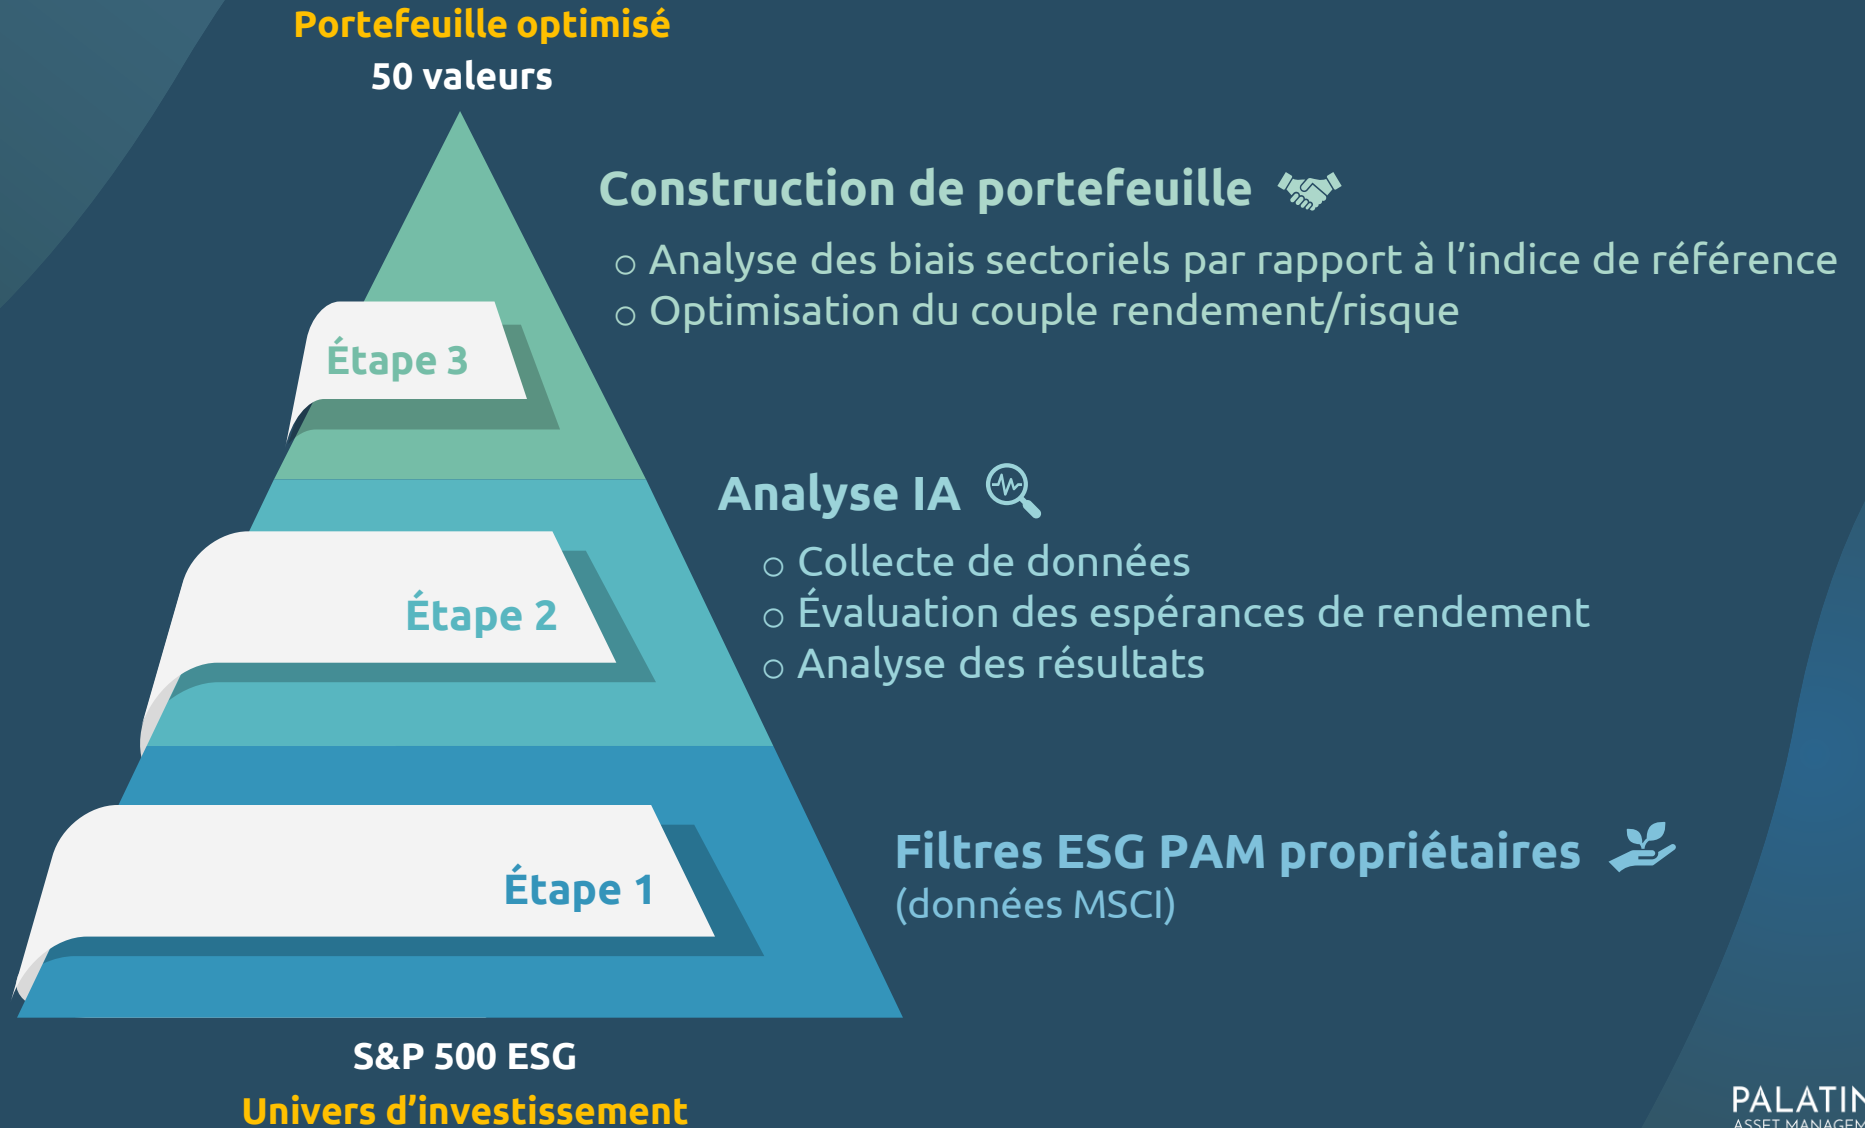 Portefeuille optimisé
50 valeurs
Construction de portefeuille
o Analyse des biais sectoriels par rapport à l’indice de référence
o Optimisation du couple rendement/risque
Étape 3
Analyse IA
o Collecte de données
o Évaluation des espérances de rendement
o Analyse des résultats
Étape 2
Filtres ESG PAM propriétaires
(données MSCI)
Étape 1
S&P 500 ESG
Univers d’investissement